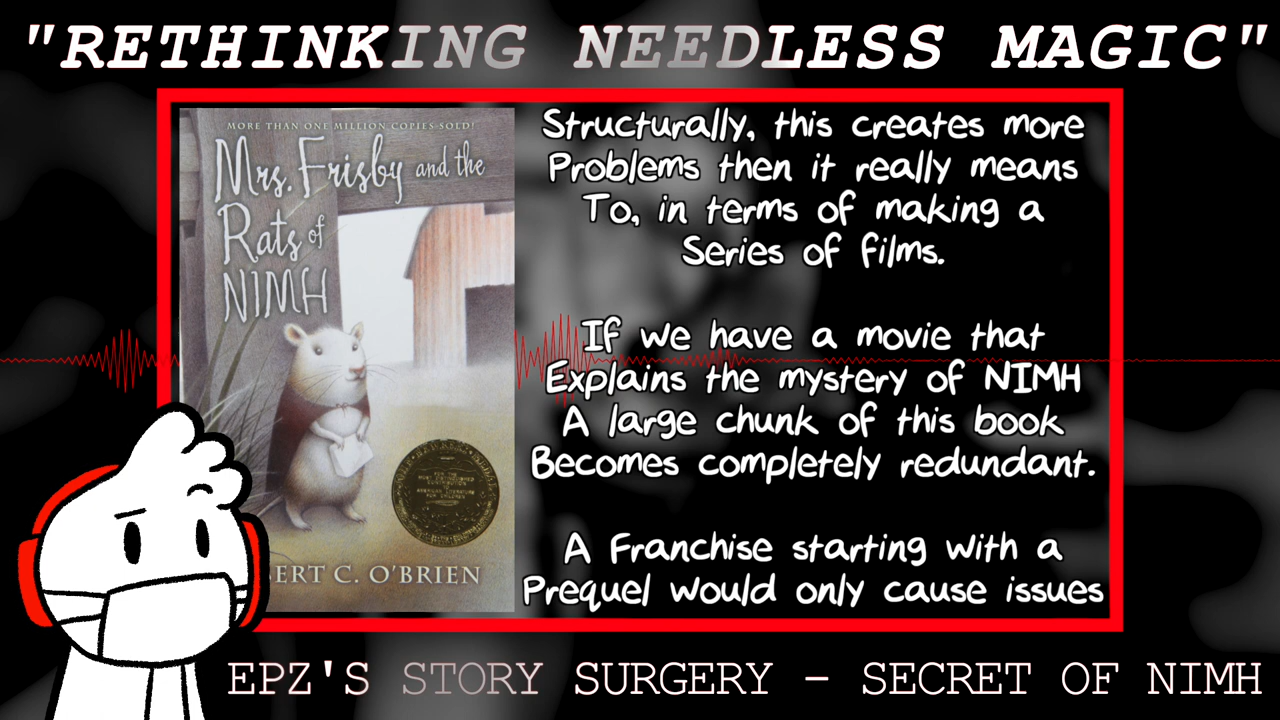 "RETHINKING NEEDLESS MAGIC"
MORE THAN ONE MILLION COPIES SOLD!
Mrs. Frisby and the
Rats of
NIMH
BERT C. O'BRIEN
Structurally, this creates more
Problems then it really means
To, in terms of making a
Series of films.
If we have a movie that
Explains the mystery of NIMH
A large chunk of this book
Becomes completely redundant.
A Franchise starting with a
Prequel would only cause issues
EPZ'S STORY SURGERY - SECRET OF NIMH